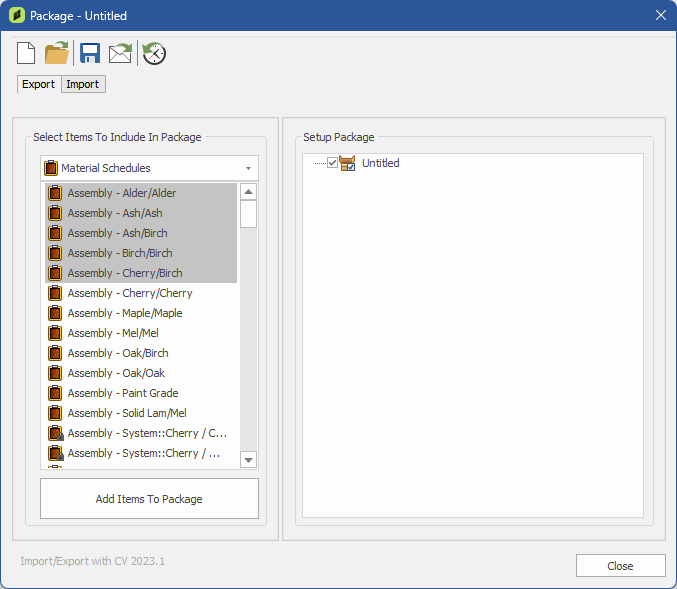 Package - Untitled
Export Import
Select Items To Include In Package
Material Schedules
Assembly - Alder/Alder
Assembly - Ash/Ash
Assembly - Ash/Birch
Assembly - Birch/Birch
Assembly - Cherry/Birch
Assembly - Cherry/Cherry
Assembly - Maple/Maple
Assembly - Mel/Mel
Assembly - Oak/Birch
Assembly - Oak/Oak
Assembly - Paint Grade
Assembly - Solid Lam/Mel
Assembly - System::Cherry / C...
Assembly - System::Cherry / ...
Add Items To Package
Setup Package
Untitled
Import/Export with CV 2023.1
Close